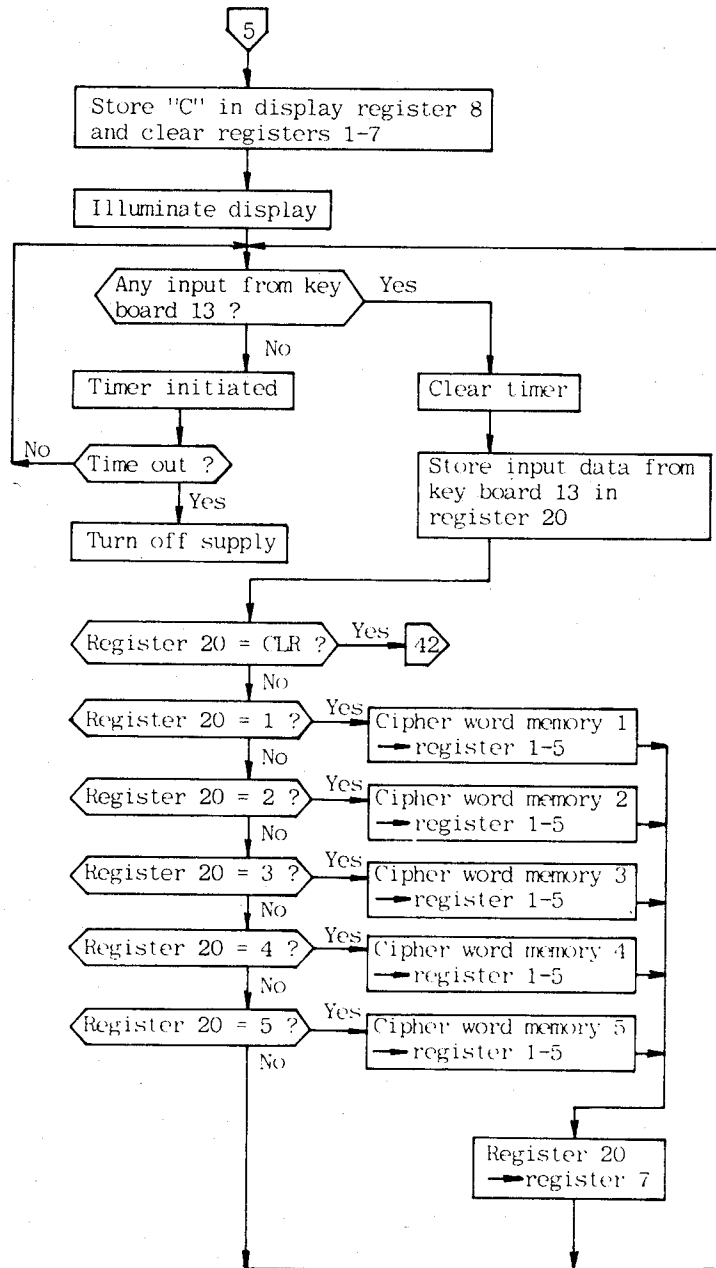 5
Store "C" in display register 8
and clear registers 1-7
Illuminate display
Any input from key
board 13 ?
Yes
No
Timer initiated
Clear timer
No
Time out ?
Yes
Store input data from
key board 13 in
register 20
Turn off supply
Register 20 = CLR ?
Yes
42
No
Register 20 = 1 ?
Yes
Cipher word memory 1
→register 1-5
No
Register 20 = 2 ?
Yes
Cipher word memory 2
→register 1-5
No
Register 20 = 3 ?
Yes
Cipher word memory 3
→register 1-5
No
Register 20 = 4 ?
Yes
Cipher word memory 4
→register 1-5
No
Register 20 = 5 ?
Yes
Cipher word memory 5
→register 1-5
No
Register 20
→register 7